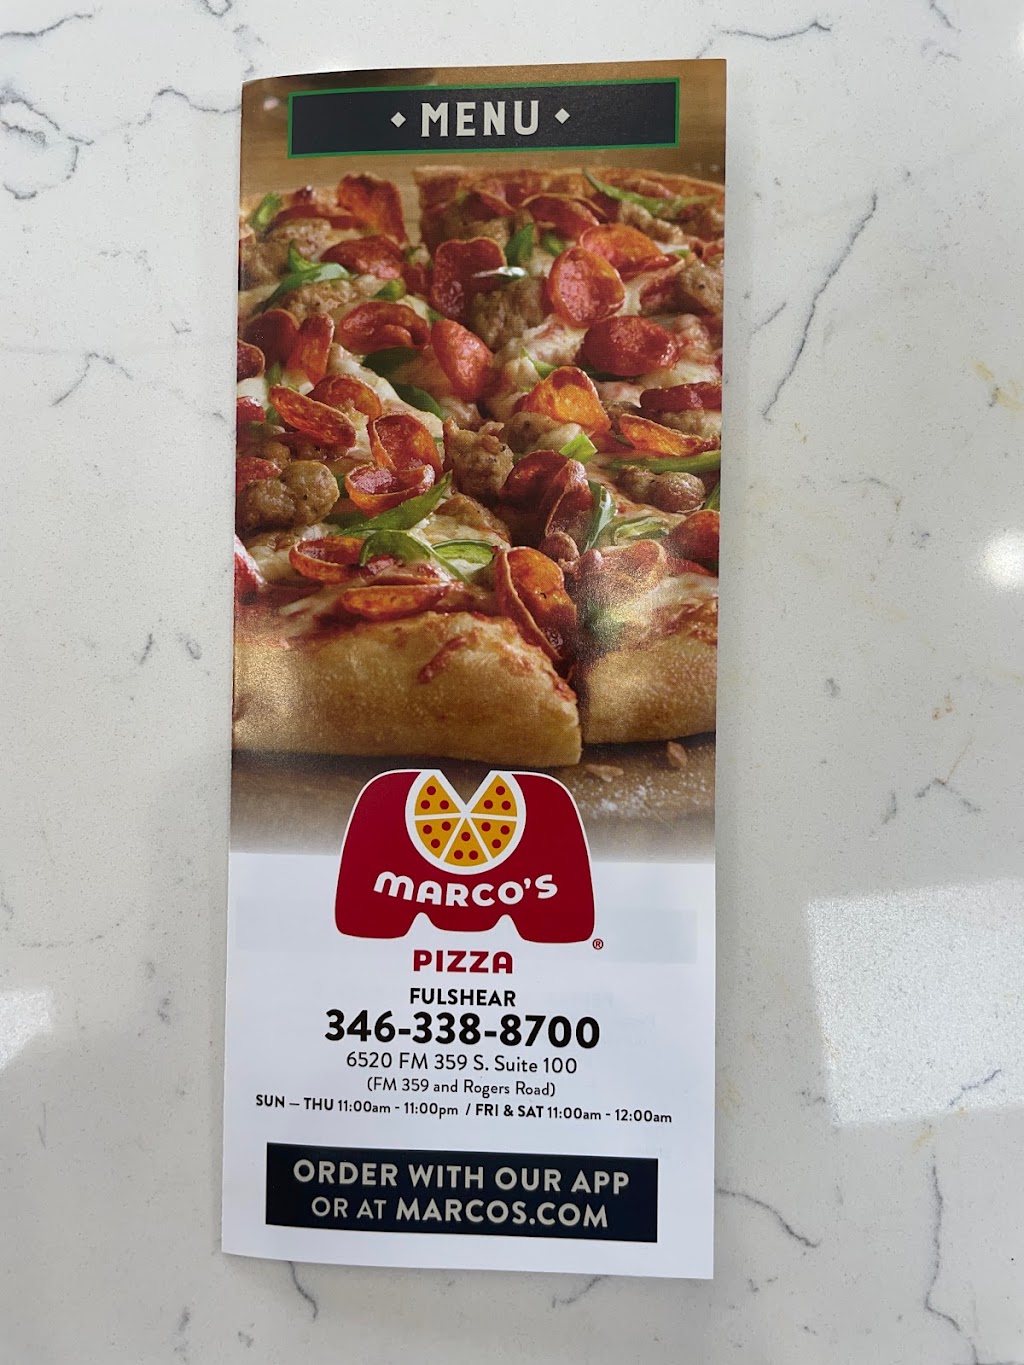 ◆ MENU ◆
MARCO'S
®
PIZZA
FULSHEAR
346-338-8700
6520 FM 359 S. Suite 100
(FM 359 and Rogers Road)
SUN — THU 11:00am - 11:00pm / FRI & SAT 11:00am - 12:00am
ORDER WITH OUR APP
OR AT MARCOS.COM